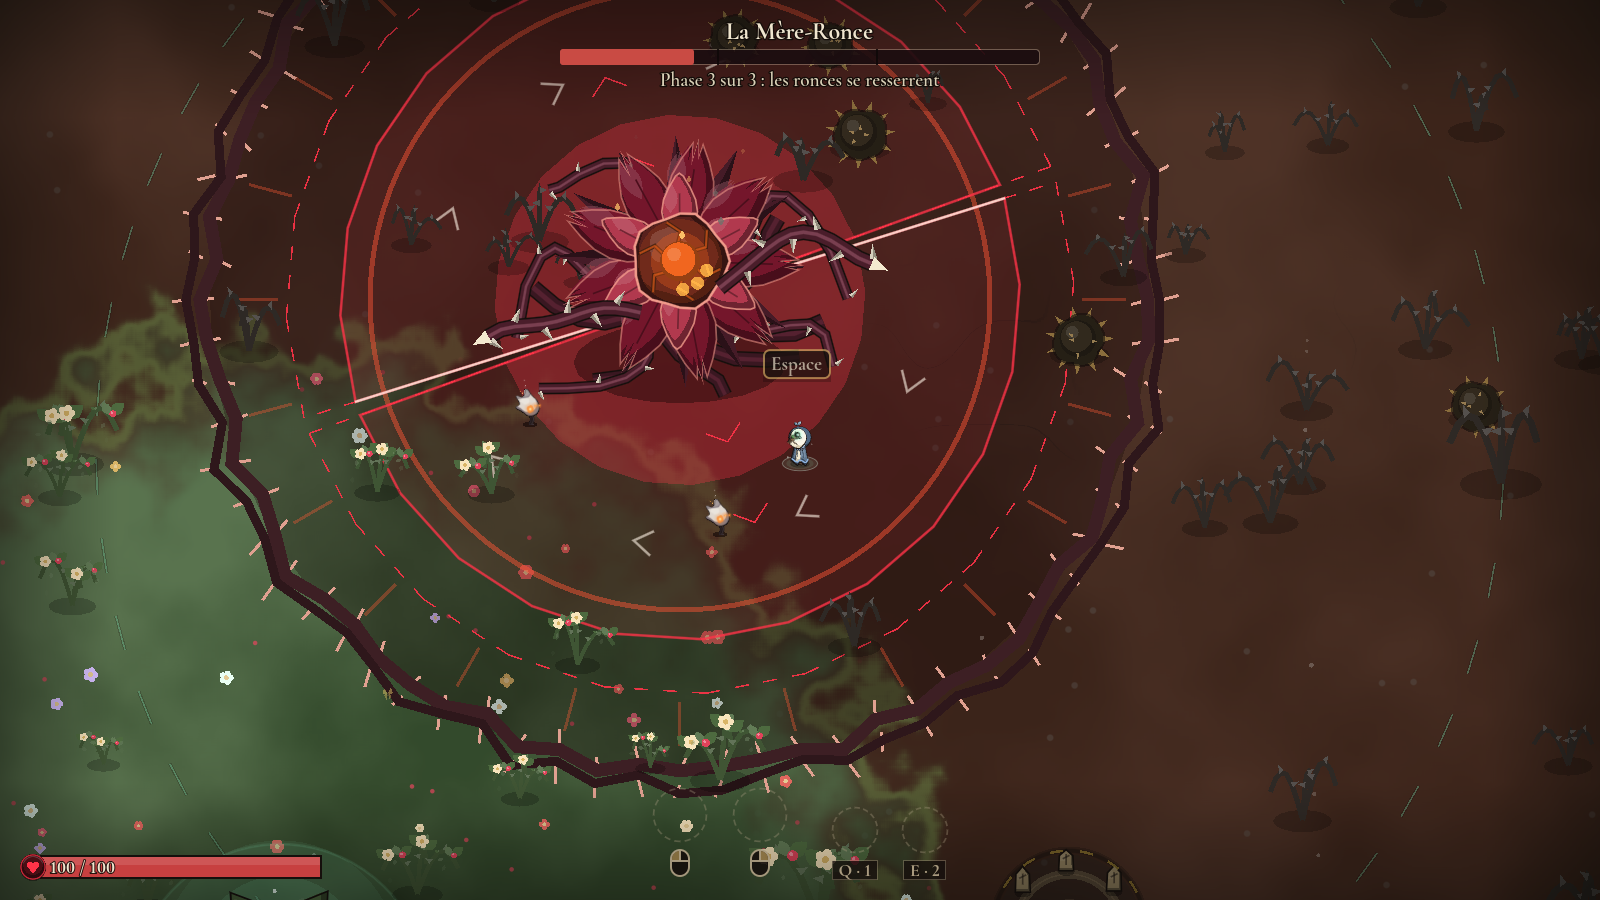 La Mère-Ronce
Phase 3 sur 3 : les ronces se resserrent
Espace
100 / 100
Q · 1
E · 2